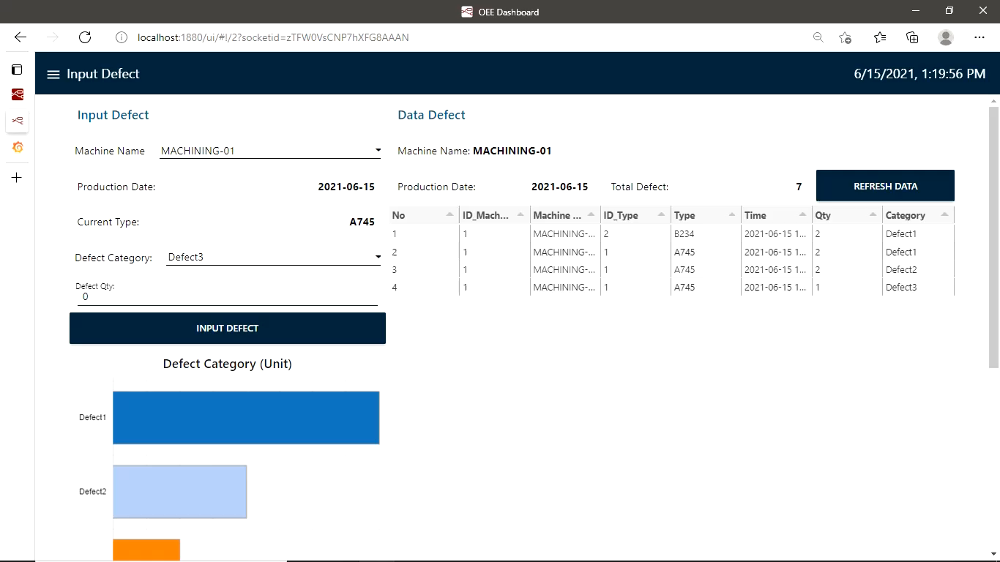 OEE Dashboard
localhost:1880/ui/#!/2?socketid=zTFW0VsCNP7hXFG8AAAN
Input Defect
6/15/2021, 1:19:56 PM
Input Defect
Machine Name MACHINING-01
Production Date: 2021-06-15
Current Type: A745
Defect Category: Defect3
Defect Qty:
0
INPUT DEFECT
Defect Category (Unit)
Defect1
Defect2
Data Defect
Machine Name: MACHINING-01
Production Date: 2021-06-15 Total Defect: 7 REFRESH DATA
No ID_Mach... Machine ... ID_Type Type Time Qty Category
1 1 MACHINING-... 2 B234 2021-06-15 1... 2 Defect1
2 1 MACHINING-... 1 A745 2021-06-15 1... 2 Defect1
3 1 MACHINING-... 1 A745 2021-06-15 1... 2 Defect2
4 1 MACHINING-... 1 A745 2021-06-15 1... 1 Defect3